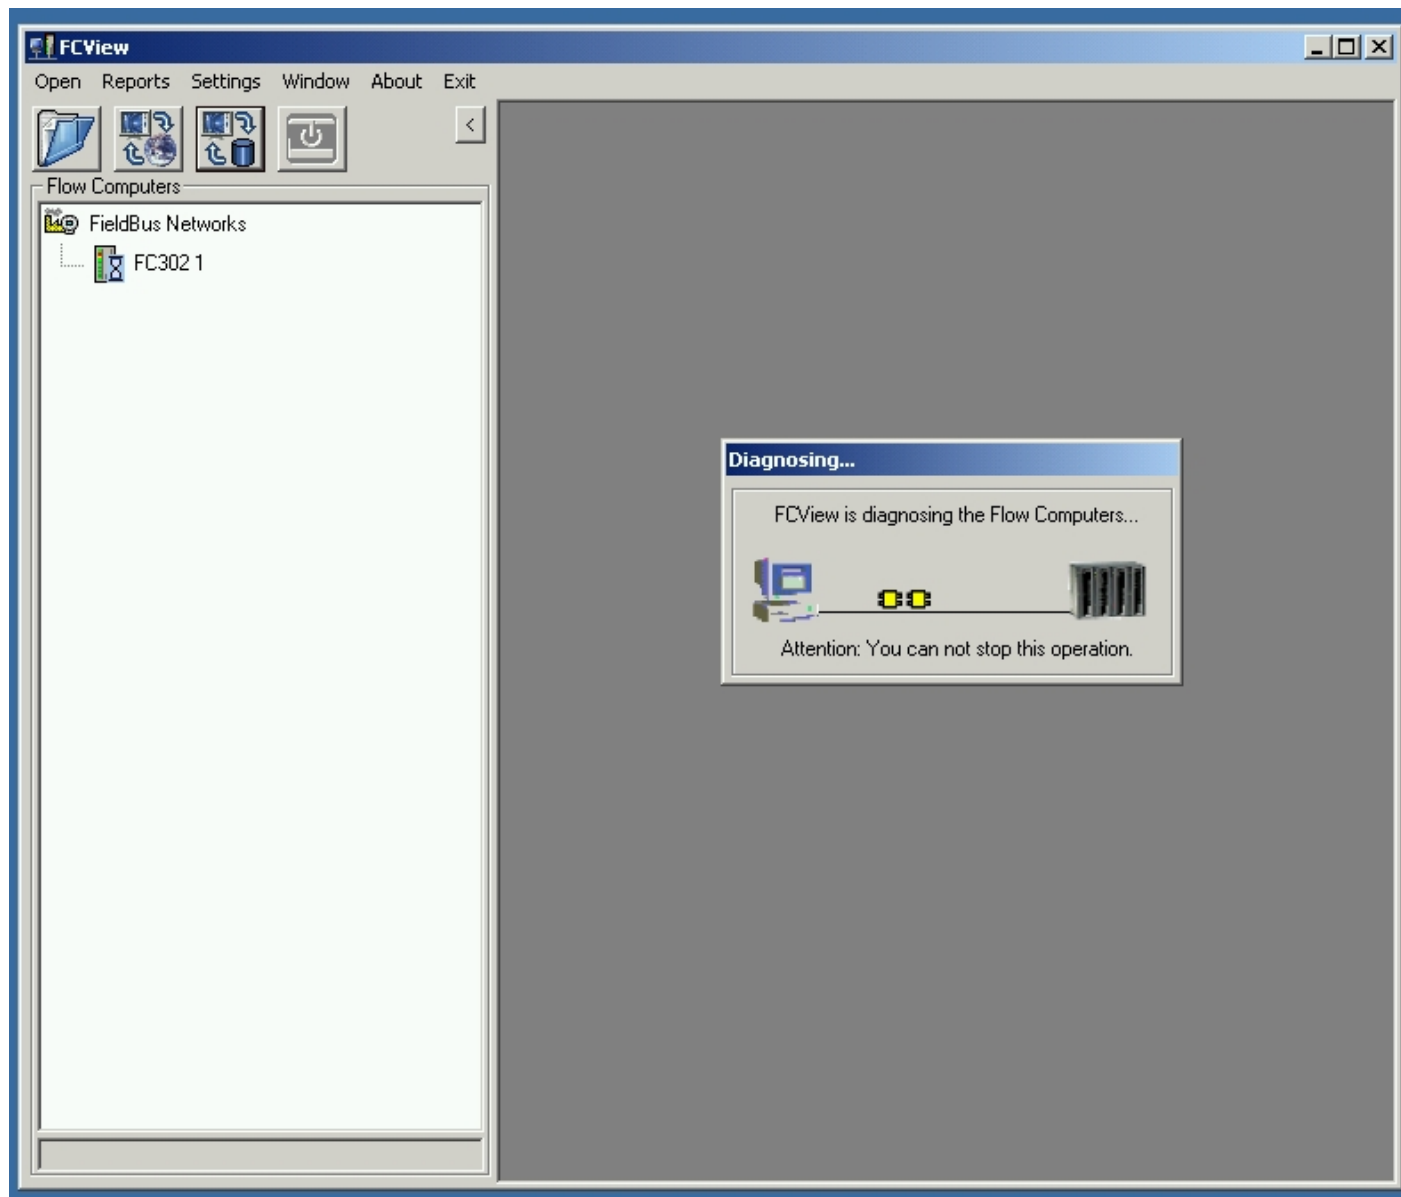 FCView
Open Reports Settings Window About Exit
<
Flow Computers
FieldBus Networks
FC302 1
Diagnosing...
FCView is diagnosing the Flow Computers...
Attention: You can not stop this operation.